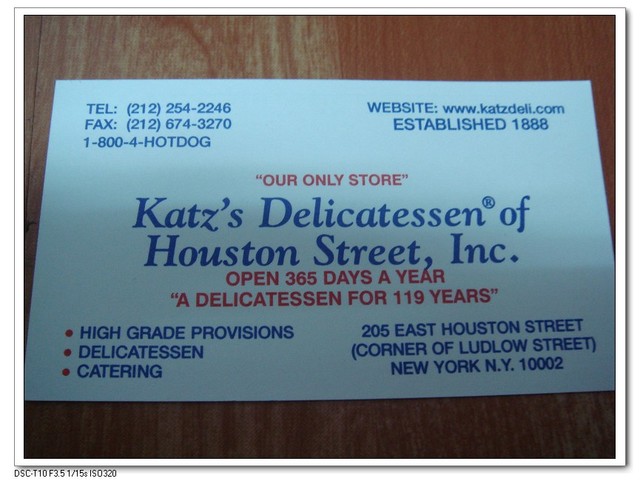 TEL: (212) 254-2246
FAX: (212) 674-3270
1-800-4-HOTDOG
WEBSITE: www.katzdeli.com
ESTABLISHED 1888
"OUR ONLY STORE"
Katz's Delicatessen® of
Houston Street, Inc.
OPEN 365 DAYS A YEAR
"A DELICATESSEN FOR 119 YEARS"
• HIGH GRADE PROVISIONS
• DELICATESSEN
• CATERING
205 EAST HOUSTON STREET
(CORNER OF LUDLOW STREET)
NEW YORK N.Y. 10002
DSC-T10 F3.5 1/15s ISO320